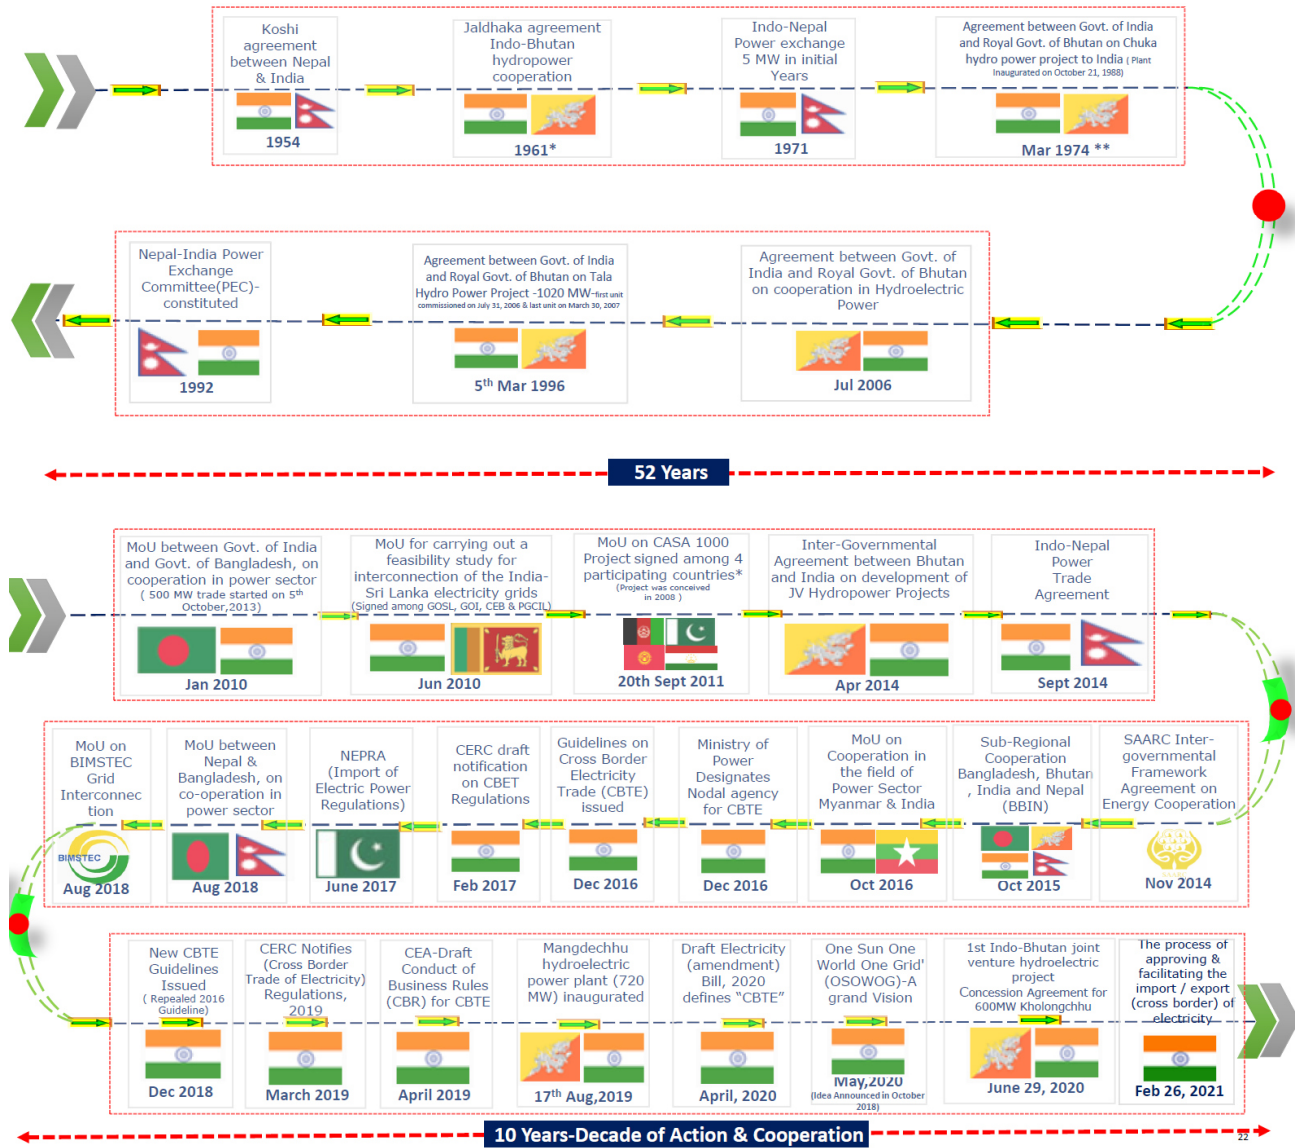 Koshi
agreement
between Nepal
& India
1954
Jaldhaka agreement
Indo-Bhutan
hydropower
cooperation
1961*
Indo-Nepal
Power exchange
5 MW in initial
Years
1971
Agreement between Govt. of India
and Royal Govt. of Bhutan on Chuka
hydro power project to India ( Plant
Inaugurated on October 21, 1988)
Mar 1974 **
Nepal-India Power
Exchange
Committee(PEC)-
constituted
1992
Agreement between Govt. of India
and Royal Govt. of Bhutan on Tala
Hydro Power Project -1020 MW-first unit
commissioned on July 31, 2006 & last unit on March 30, 2007
5th Mar 1996
Agreement between Govt. of
India and Royal Govt. of Bhutan
on cooperation in Hydroelectric
Power
Jul 2006
52 Years
MoU between Govt. of India
and Govt. of Bangladesh, on
cooperation in power sector
( 500 MW trade started on 5th
October,2013)
Jan 2010
MoU for carrying out a
feasibility study for
interconnection of the India-
Sri Lanka electricity grids
(Signed among GOSL, GOI, CEB & PGCIL)
Jun 2010
MoU on CASA 1000
Project signed among 4
participating countries*
(Project was conceived
in 2008 )
20th Sept 2011
Inter-Governmental
Agreement between Bhutan
and India on development of
JV Hydropower Projects
Apr 2014
Indo-Nepal
Power
Trade
Agreement
Sept 2014
MoU on
BIMSTEC
Grid
Interconnec
tion
BIMSTEC
Aug 2018
MoU between
Nepal &
Bangladesh, on
co-operation in
power sector
Aug 2018
NEPRA
(Import of
Electric Power
Regulations)
June 2017
CERC draft
notification
on CBET
Regulations
Feb 2017
Guidelines on
Cross Border
Electricity
Trade (CBTE)
issued
Dec 2016
Ministry of
Power
Designates
Nodal agency
for CBTE
Dec 2016
MoU on
Cooperation in
the field of
Power Sector
Myanmar & India
Oct 2016
Sub-Regional
Cooperation
Bangladesh, Bhutan
, India and Nepal
(BBIN)
Oct 2015
SAARC Inter-
governmental
Framework
Agreement on
Energy Cooperation
Nov 2014
New CBTE
Guidelines
Issued
( Repealed 2016
Guideline)
Dec 2018
CERC Notifies
(Cross Border
Trade of Electricity)
Regulations,
2019
March 2019
CEA-Draft
Conduct of
Business Rules
(CBR) for CBTE
April 2019
Mangdechhu
hydroelectric
power plant (720
MW) inaugurated
17th Aug,2019
Draft Electricity
(amendment)
Bill, 2020
defines "CBTE"
April, 2020
One Sun One
World One Grid'
(OSOWOG)-A
grand Vision
May,2020
(Idea Announced in October
2018)
1st Indo-Bhutan joint
venture hydroelectric
project
Concession Agreement for
600MW Kholongchhu
June 29, 2020
The process of
approving &
facilitating the
import / export
(cross border) of
electricity
Feb 26, 2021
10 Years-Decade of Action & Cooperation
22